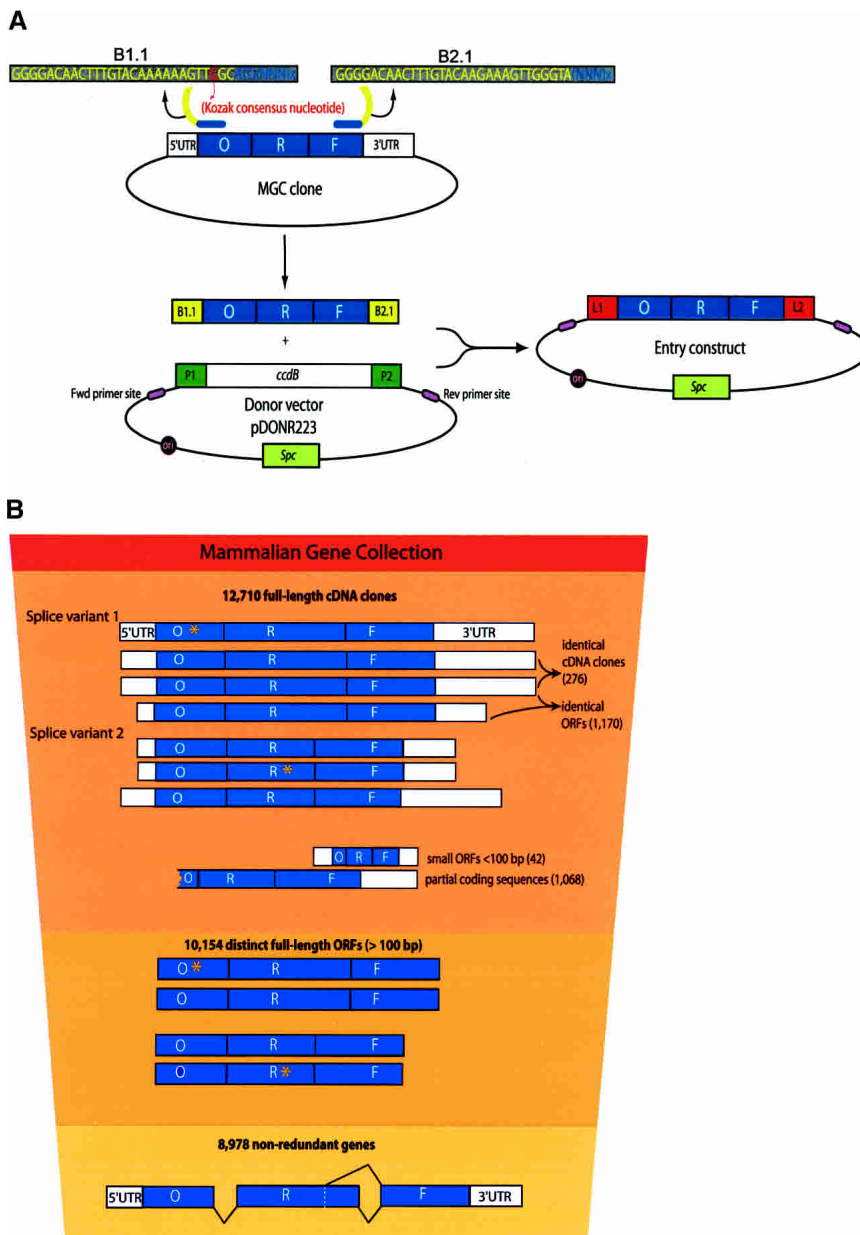 A
B1.1
B2.1
GGGGACAACTTTGTACAAAAAAGTTGGC
GGGGACAACTTTGTACAAGAAAGTTGGGTA(NNN)x
(Kozak consensus nucleotide)
5'UTR O R F 3'UTR
MGC clone
B1.1 O R F B2.1
+
P1 ccdB P2
Fwd primer site
Rev primer site
Donor vector
pDONR223
ori
Spc
L1 O R F L2
Entry construct
ori
Spc
B
Mammalian Gene Collection
12,710 full-length cDNA clones
Splice variant 1
5'UTR O * R F 3'UTR
O R F
identical
cDNA clones
(276)
O R F
O R F
identical
ORFs (1,170)
Splice variant 2
O R F
O R * F
O R F
O R F
small ORFs <100 bp (42)
O R F
partial coding sequences (1,068)
10,154 distinct full-length ORFs (> 100 bp)
O * R F
O R F
O R F
O R * F
8,978 non-redundant genes
5'UTR O R F 3'UTR